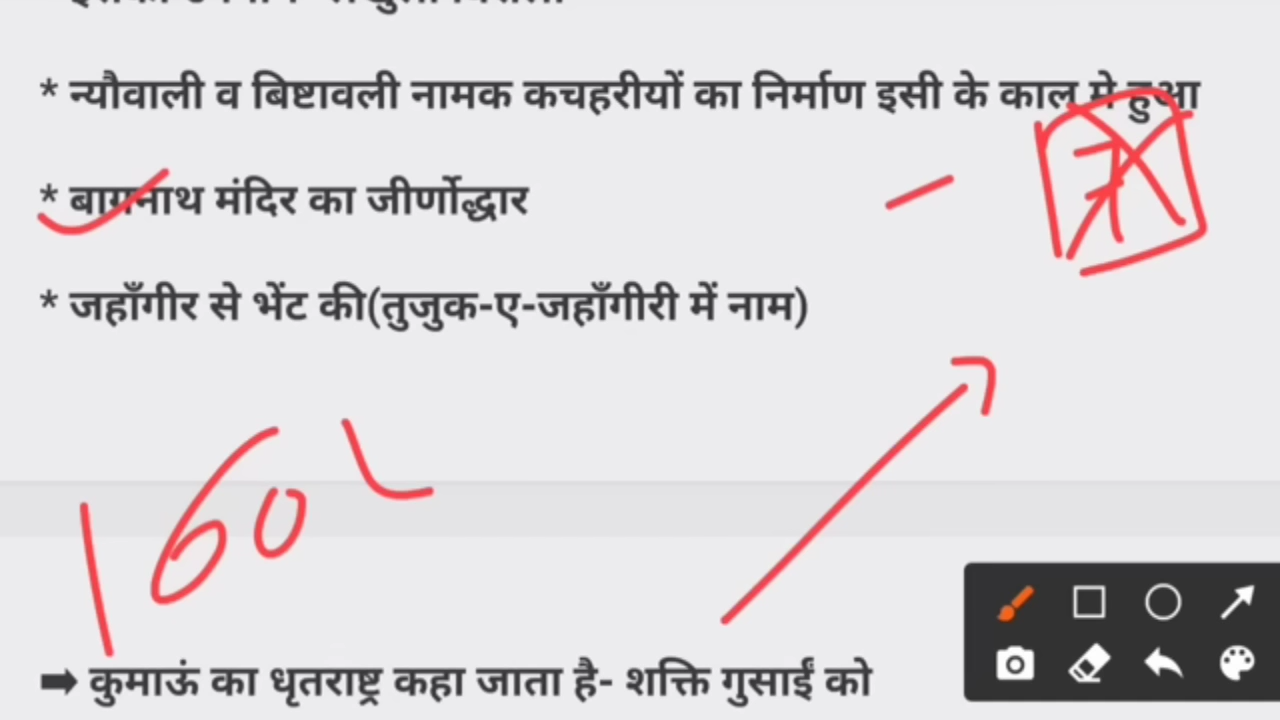 * न्यौवाली व बिष्टावली नामक कचहरीयों का निर्माण इसी के काल मे हुआ
* बागनाथ मंदिर का जीर्णोद्धार
* जहाँगीर से भेंट की(तुजुक-ए-जहाँगीरी में नाम)
160
➡ कुमाऊं का धृतराष्ट्र कहा जाता है- शक्ति गुसाईं को